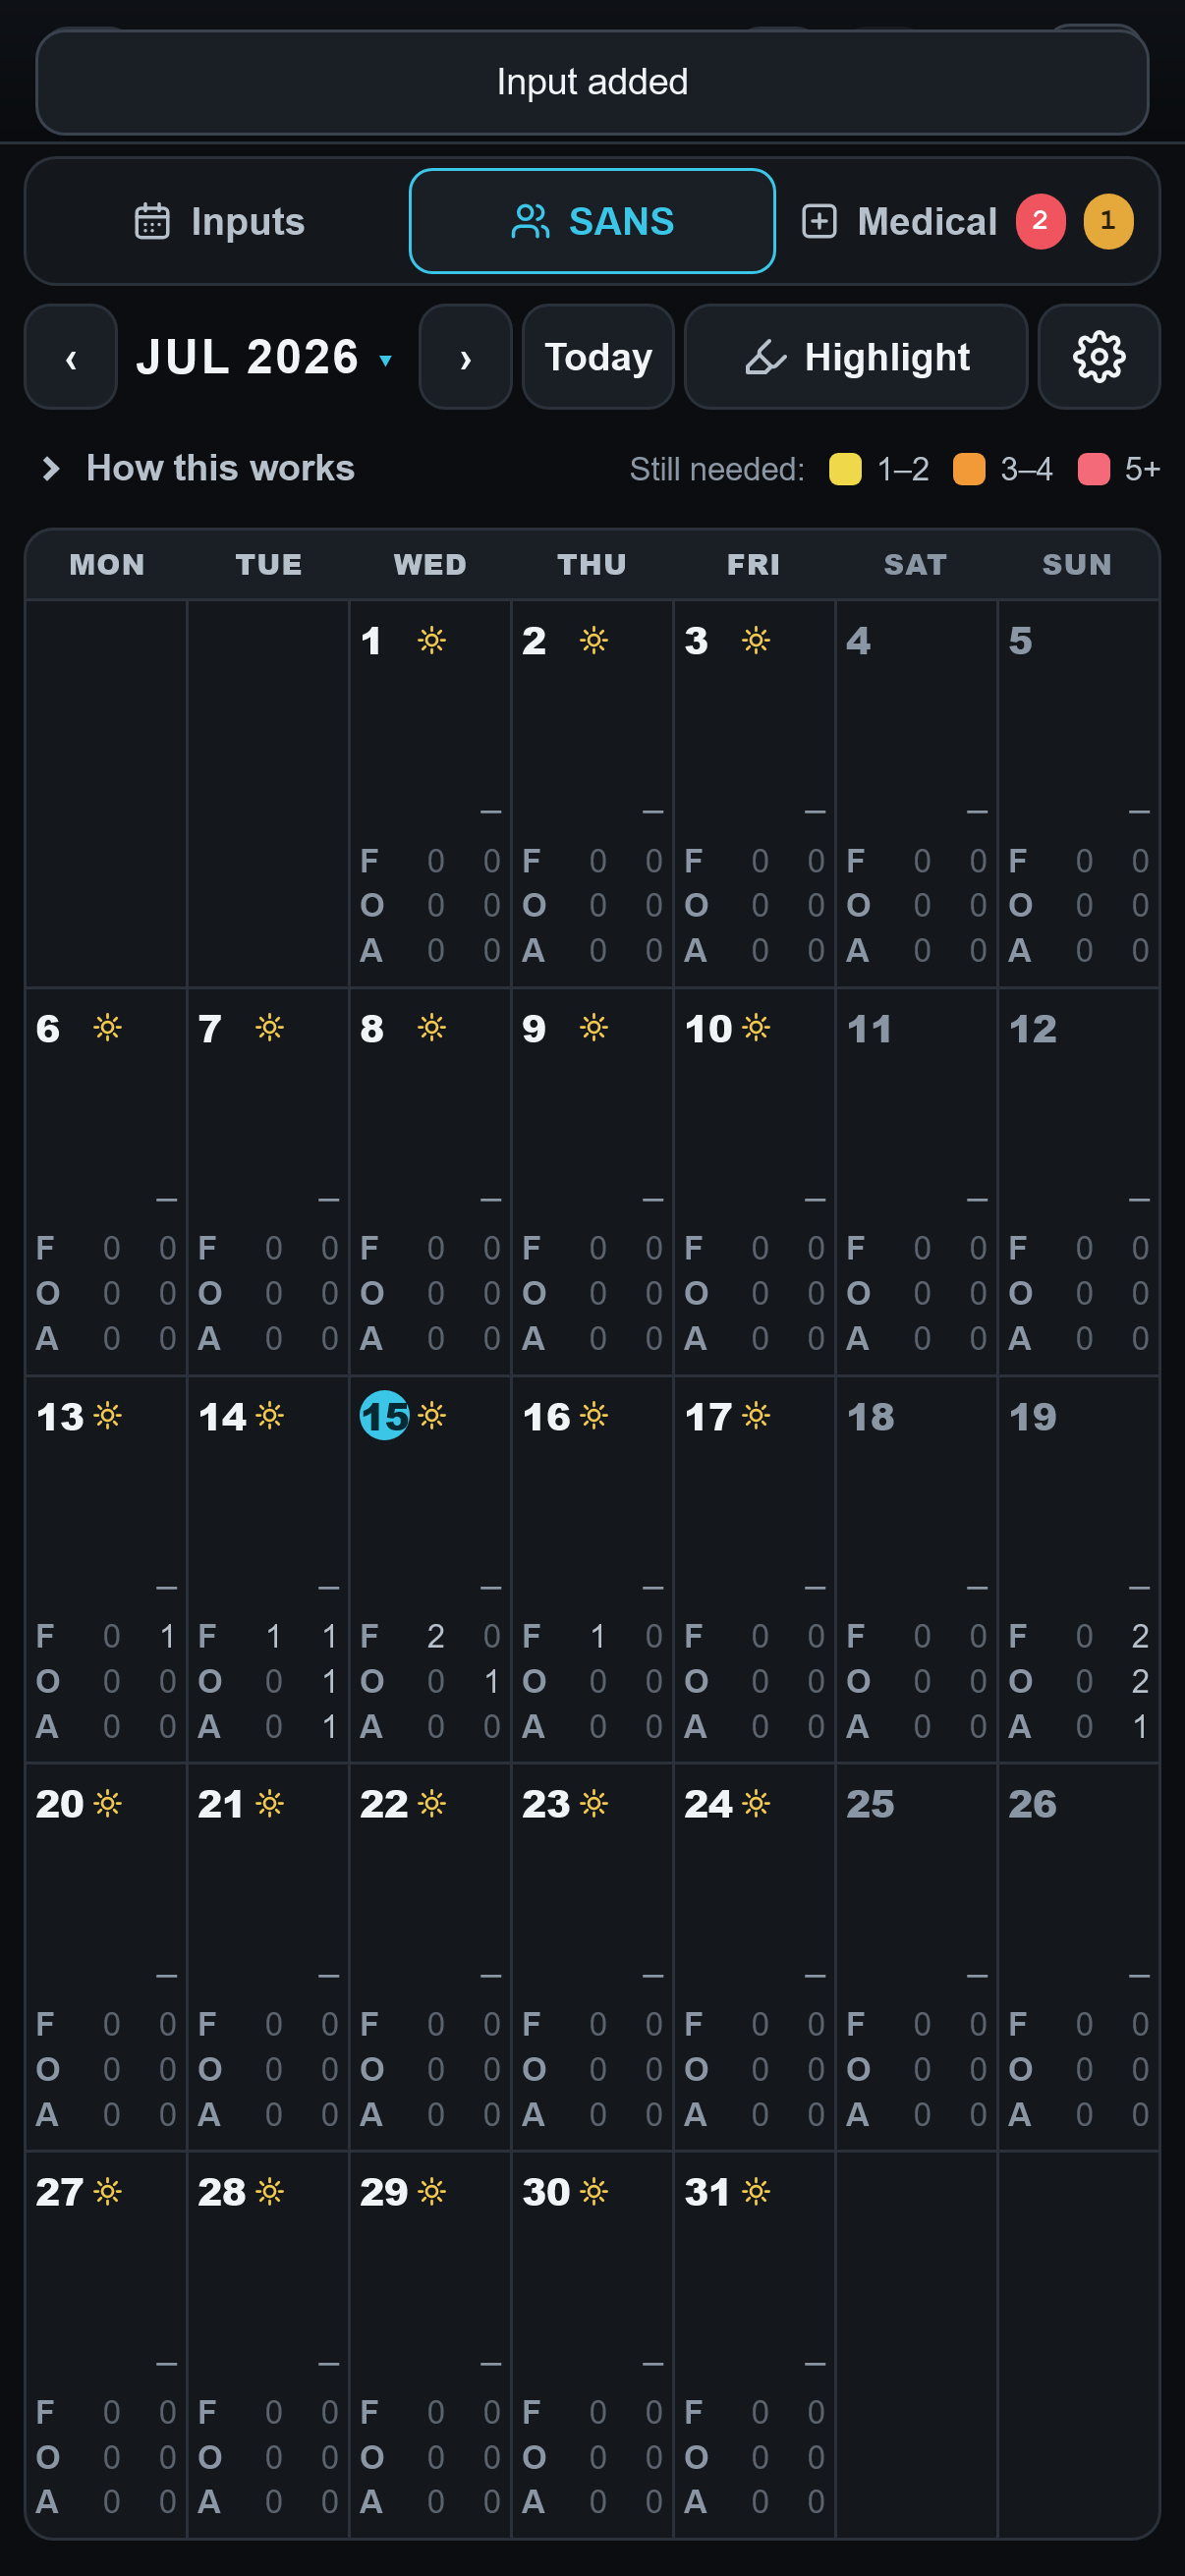 Input added
Inputs SANS Medical 2 1
‹ JUL 2026 ▾ › Today Highlight
How this works Still needed: 1–2 3–4 5+
MON TUE WED THU FRI SAT SUN
1 2 3 4 5
– – – – –
F 0 0 F 0 0 F 0 0 F 0 0 F 0 0
O 0 0 O 0 0 O 0 0 O 0 0 O 0 0
A 0 0 A 0 0 A 0 0 A 0 0 A 0 0
6 7 8 9 10 11 12
– – – – – – –
F 0 0 F 0 0 F 0 0 F 0 0 F 0 0 F 0 0 F 0 0
O 0 0 O 0 0 O 0 0 O 0 0 O 0 0 O 0 0 O 0 0
A 0 0 A 0 0 A 0 0 A 0 0 A 0 0 A 0 0 A 0 0
13 14 15 16 17 18 19
– – – – – – –
F 0 1 F 1 1 F 2 0 F 1 0 F 0 0 F 0 0 F 0 2
O 0 0 O 0 1 O 0 1 O 0 0 O 0 0 O 0 0 O 0 2
A 0 0 A 0 1 A 0 0 A 0 0 A 0 0 A 0 0 A 0 1
20 21 22 23 24 25 26
– – – – – – –
F 0 0 F 0 0 F 0 0 F 0 0 F 0 0 F 0 0 F 0 0
O 0 0 O 0 0 O 0 0 O 0 0 O 0 0 O 0 0 O 0 0
A 0 0 A 0 0 A 0 0 A 0 0 A 0 0 A 0 0 A 0 0
27 28 29 30 31
– – – – –
F 0 0 F 0 0 F 0 0 F 0 0 F 0 0
O 0 0 O 0 0 O 0 0 O 0 0 O 0 0
A 0 0 A 0 0 A 0 0 A 0 0 A 0 0